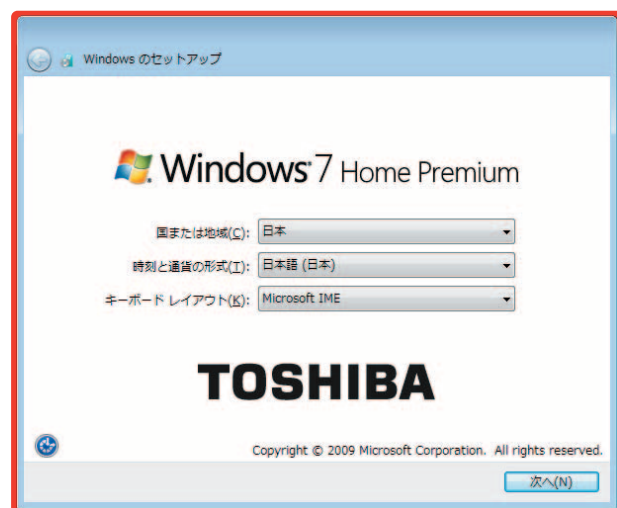 Windows のセットアップ
Windows 7 Home Premium
国または地域(C): 日本
時刻と通貨の形式(T): 日本語 (日本)
キーボード レイアウト(K): Microsoft IME
TOSHIBA
Copyright © 2009 Microsoft Corporation. All rights reserved.
次へ(N)